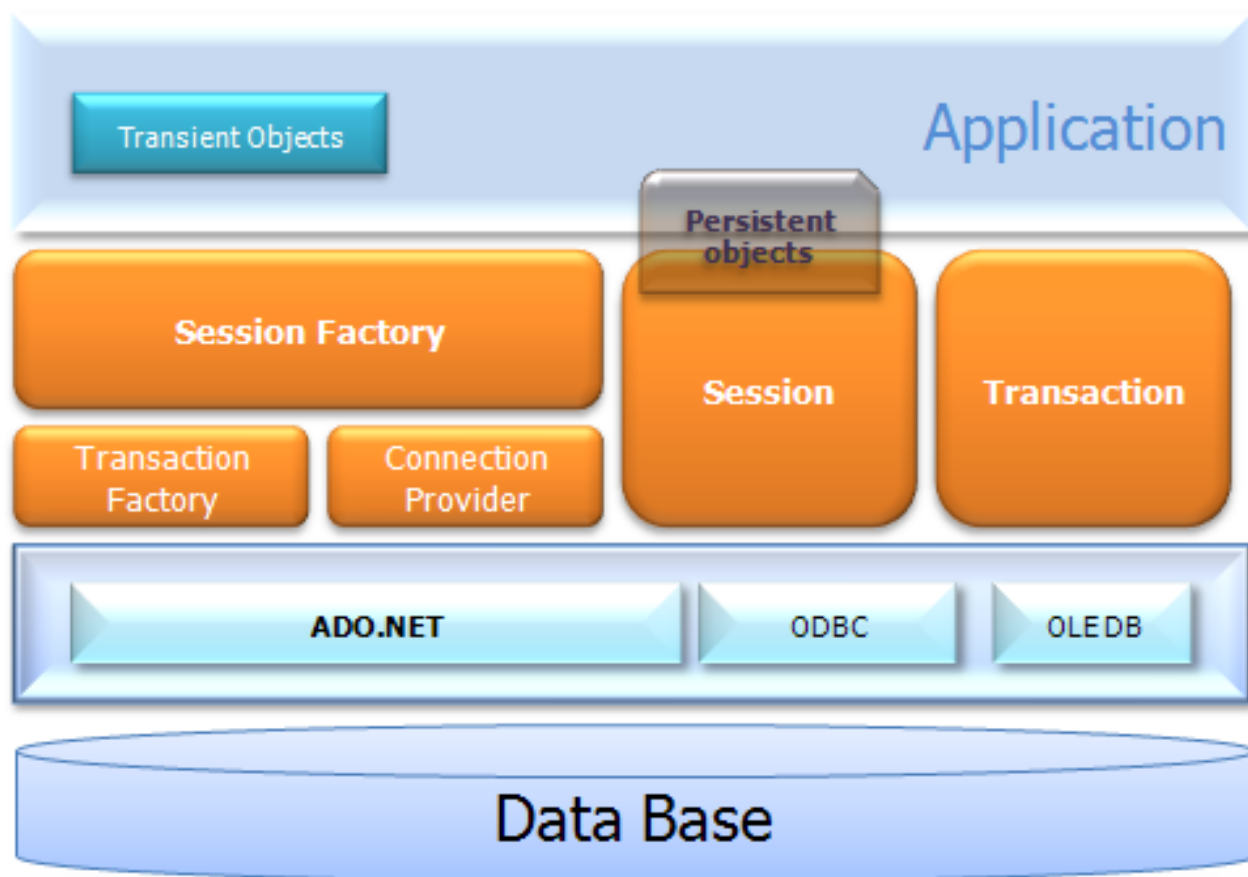 Transient Objects
Application
Persistent
objects
Session Factory
Session
Transaction
Transaction
Factory
Connection
Provider
ADO.NET
ODBC
OLEDB
Data Base